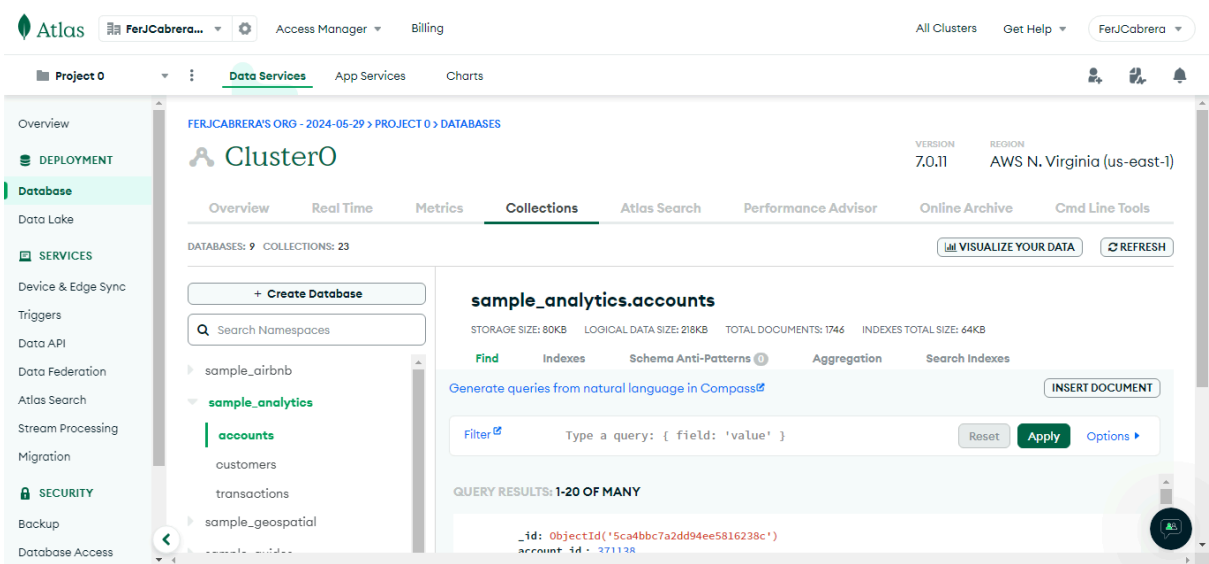 Atlas FerJCabrera... Access Manager Billing All Clusters Get Help FerJCabrera
Project 0 Data Services App Services Charts
Overview
DEPLOYMENT
Database
Data Lake
SERVICES
Device & Edge Sync
Triggers
Data API
Data Federation
Atlas Search
Stream Processing
Migration
SECURITY
Backup
Database Access
FERJCABRERA'S ORG - 2024-05-29 > PROJECT 0 > DATABASES
Cluster0
VERSION REGION
7.0.11 AWS N. Virginia (us-east-1)
Overview Real Time Metrics Collections Atlas Search Performance Advisor Online Archive Cmd Line Tools
DATABASES: 9 COLLECTIONS: 23 VISUALIZE YOUR DATA REFRESH
+ Create Database
Search Namespaces
sample_airbnb
sample_analytics
accounts
customers
transactions
sample_geospatial
sample_guides
sample_analytics.accounts
STORAGE SIZE: 80KB LOGICAL DATA SIZE: 218KB TOTAL DOCUMENTS: 1746 INDEXES TOTAL SIZE: 64KB
Find Indexes Schema Anti-Patterns 0 Aggregation Search Indexes
Generate queries from natural language in Compass INSERT DOCUMENT
Filter Type a query: { field: 'value' } Reset Apply Options
QUERY RESULTS: 1-20 OF MANY
_id: ObjectId('5ca4bbc7a2dd94ee5816238c')
account_id: 371138